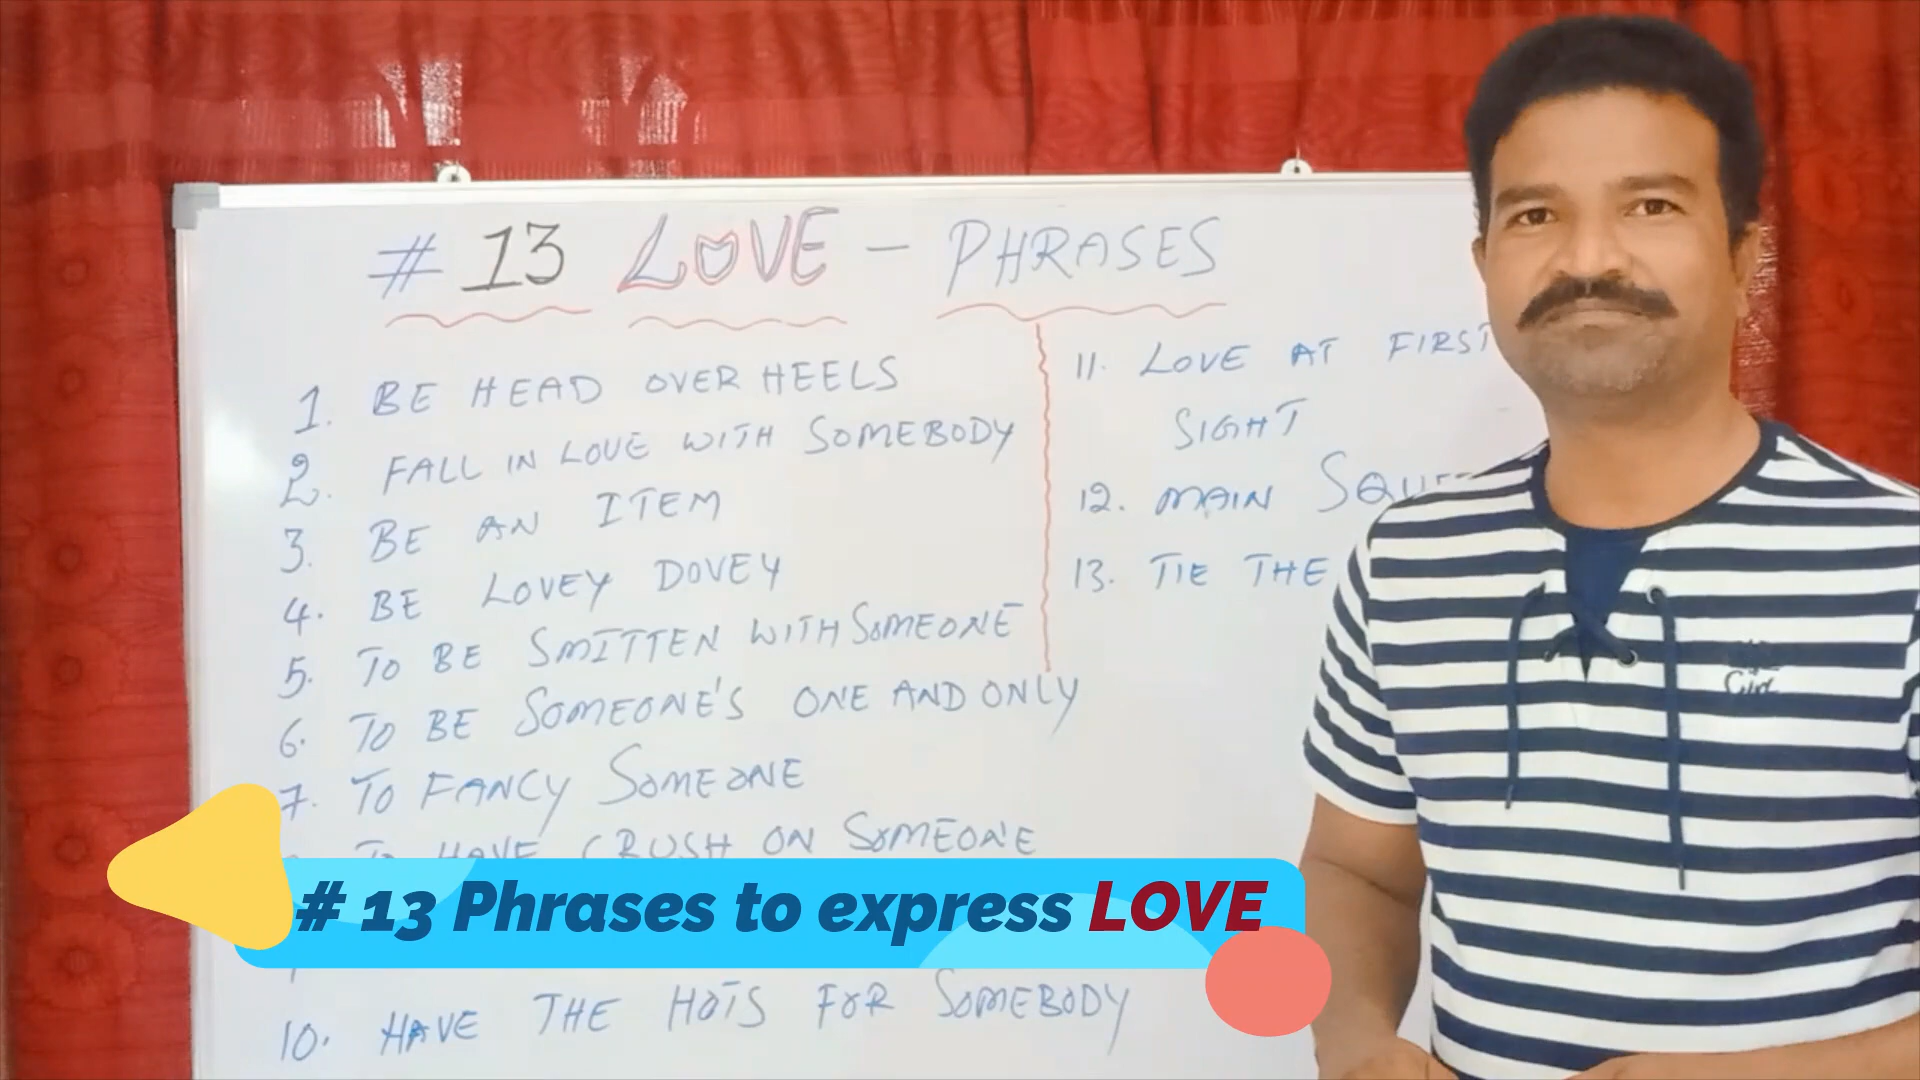 # 13 LOVE – PHRASES
1. BE HEAD OVER HEELS
2. FALL IN LOVE WITH SOMEBODY
3. BE AN ITEM
4. BE LOVEY DOVEY
5. TO BE SMITTEN WITH SOMEONE
6. TO BE SOMEONE'S ONE AND ONLY
7. TO FANCY SOMEONE
TO HAVE CRUSH ON SOMEONE
# 13 Phrases to express LOVE
10. HAVE THE HOTS FOR SOMEBODY
11. LOVE AT FIRST
SIGHT
12. MAIN
13. TIE THE